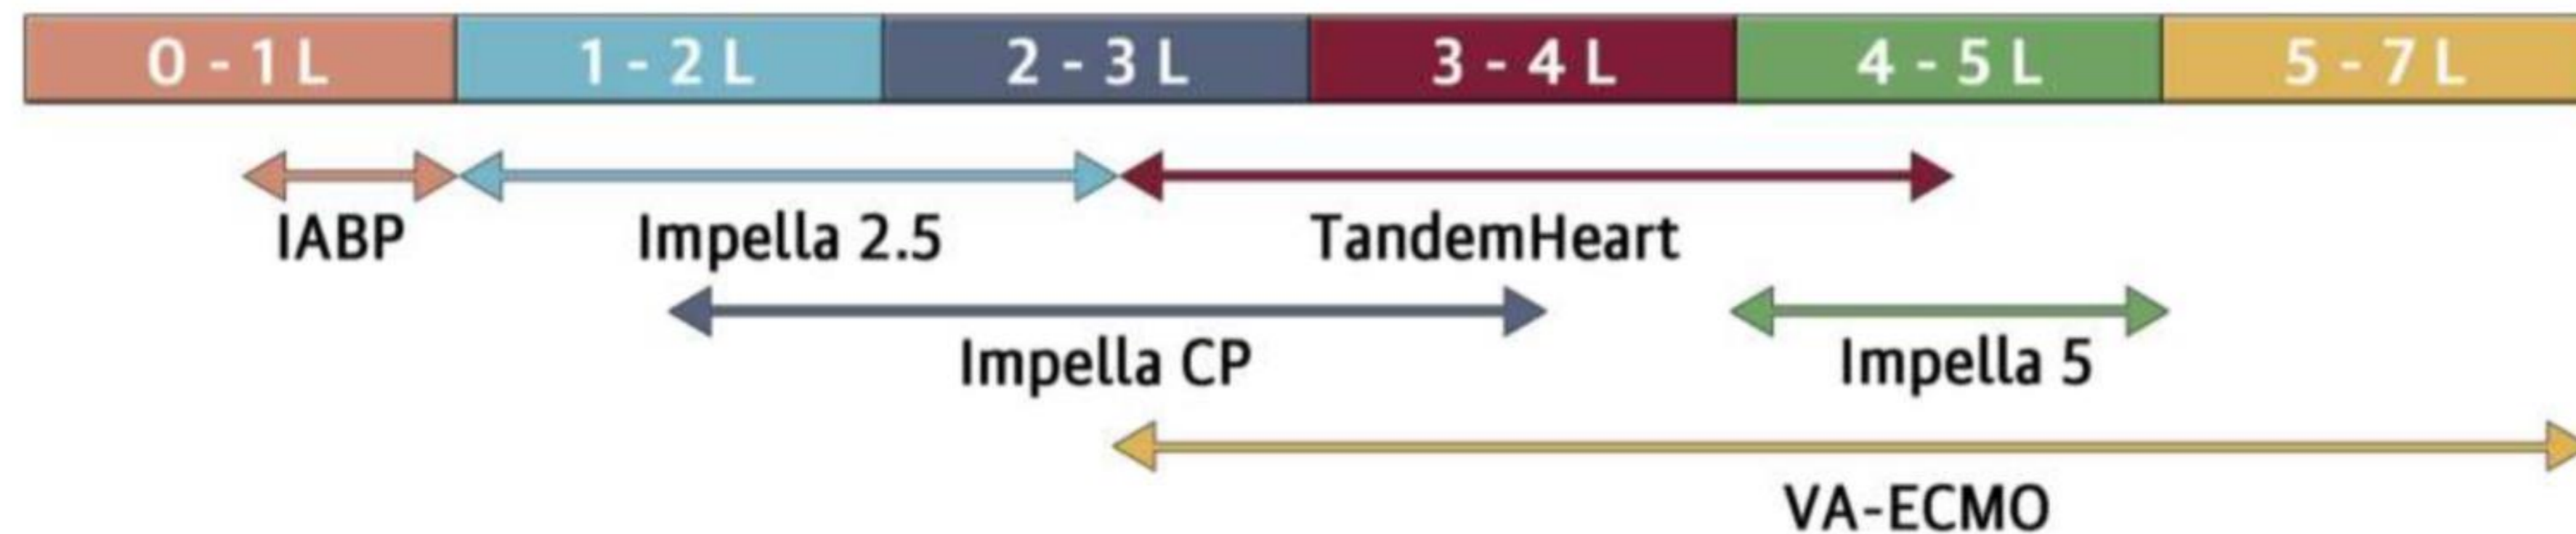 0 - 1 L
1 - 2 L
2 - 3 L
3 - 4 L
4 - 5 L
5 - 7 L
IABP
Impella 2.5
TandemHeart
Impella CP
Impella 5
VA-ECMO